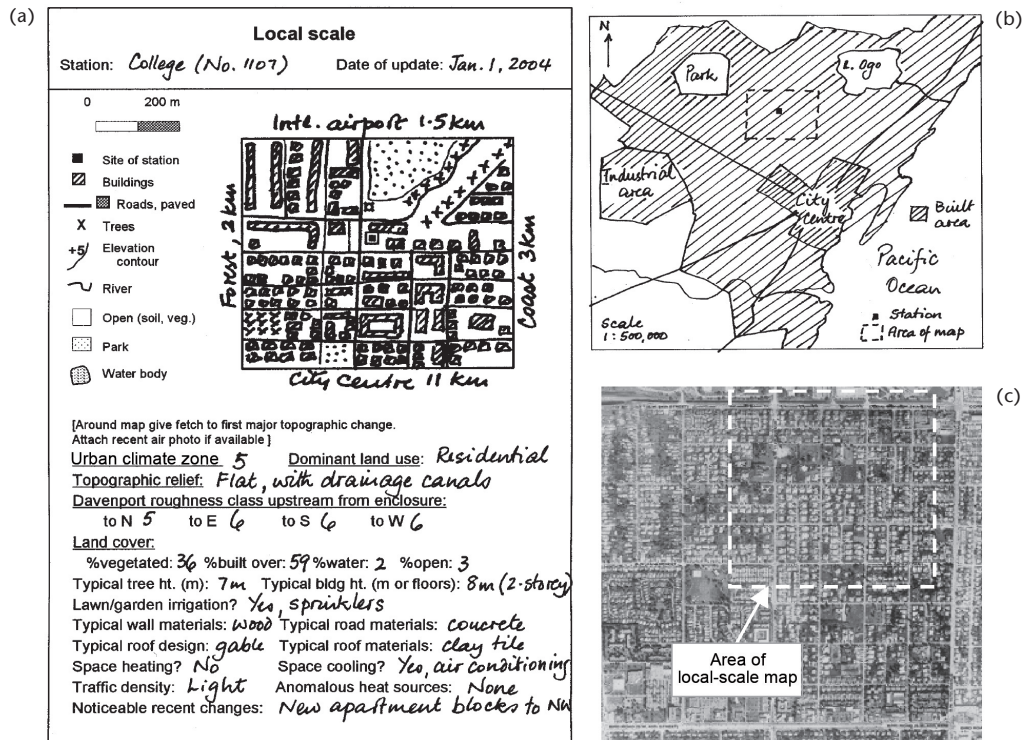 (a)
Local scale
Station: College (No. 1107) Date of update: Jan. 1, 2004
0 200 m
Site of station
Buildings
Roads, paved
X Trees
+5 Elevation
contour
River
Open (soil, veg.)
Park
Water body
Intl. airport 1.5 km
Forest, 2 km
Coast 3 km
City Centre 11 km
[Around map give fetch to first major topographic change.
Attach recent air photo if available ]
Urban climate zone 5 Dominant land use: Residential
Topographic relief: Flat, with drainage canals
Davenport roughness class upstream from enclosure:
to N 5 to E 6 to S 6 to W 6
Land cover:
%vegetated: 36 %built over: 59 %water: 2 %open: 3
Typical tree ht. (m): 7m Typical bldg ht. (m or floors): 8m (2-storey)
Lawn/garden irrigation? Yes, sprinklers
Typical wall materials: wood Typical road materials: concrete
Typical roof design: gable Typical roof materials: clay tile
Space heating? No Space cooling? Yes, air conditioning
Traffic density: Light Anomalous heat sources: None
Noticeable recent changes: New apartment blocks to NW
(b)
N
Park
L. Ogo
Industrial
area
City
Centre
Built
area
Pacific
Ocean
Station
Area of map
Scale
1:500,000
(c)
Area of
local-scale map